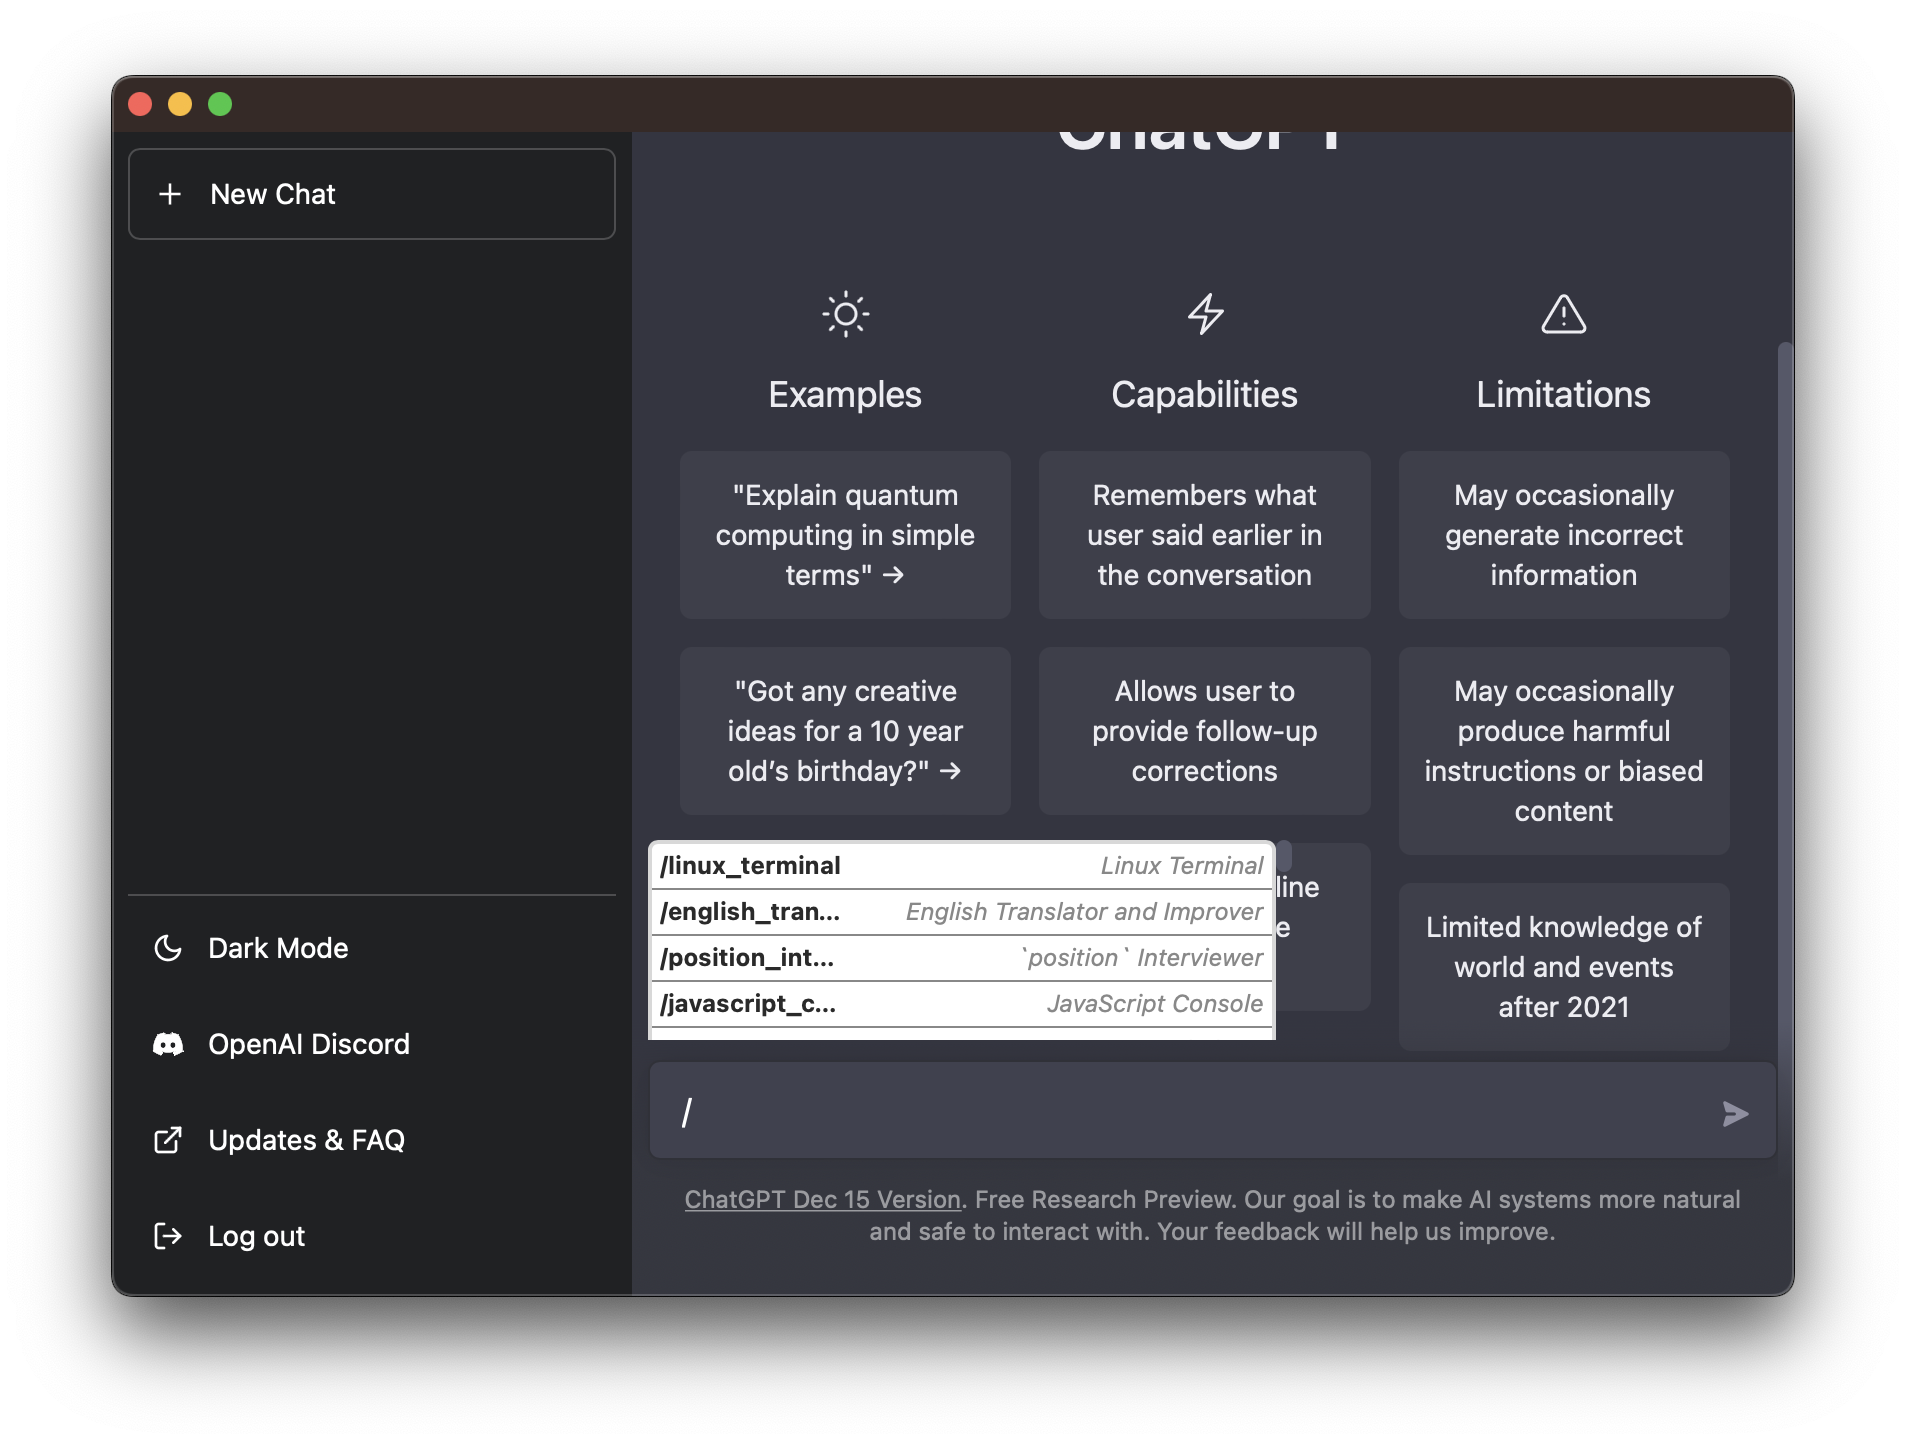 ChatGPT
New Chat
Examples
"Explain quantum
computing in simple
terms" →
"Got any creative
ideas for a 10 year
old’s birthday?" →
Capabilities
Remembers what
user said earlier in
the conversation
Allows user to
provide follow-up
corrections
line
e
Limitations
May occasionally
generate incorrect
information
May occasionally
produce harmful
instructions or biased
content
Limited knowledge of
world and events
after 2021
/linux_terminal Linux Terminal
/english_tran... English Translator and Improver
/position_int... `position` Interviewer
/javascript_c... JavaScript Console
/
ChatGPT Dec 15 Version. Free Research Preview. Our goal is to make AI systems more natural
and safe to interact with. Your feedback will help us improve.
Dark Mode
OpenAI Discord
Updates & FAQ
Log out